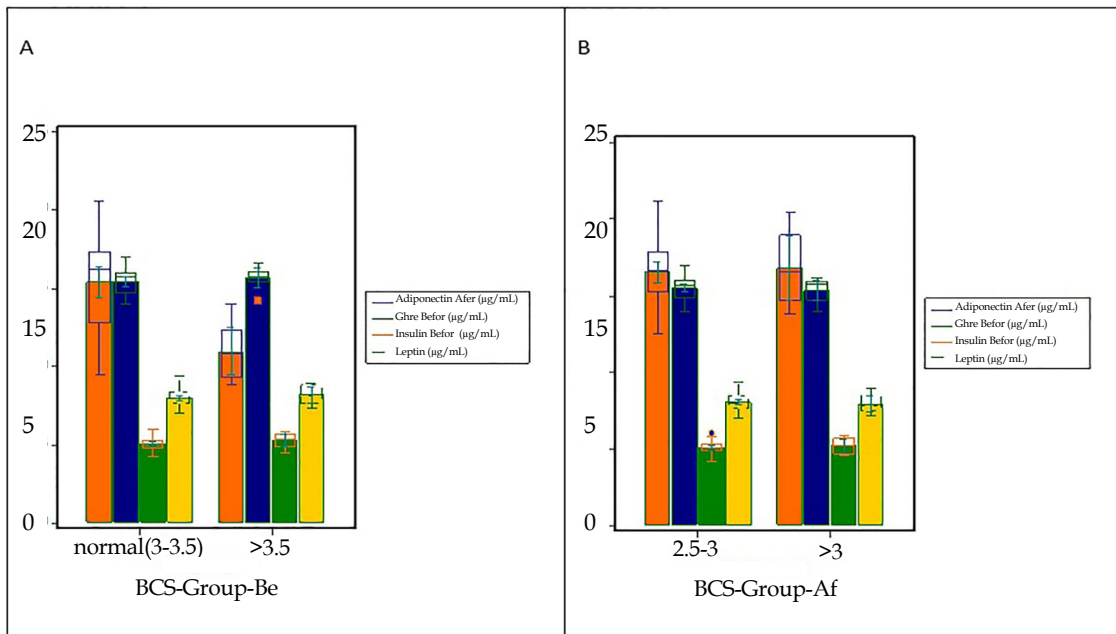 A
25
20
15
5
0
normal(3-3.5) >3.5
BCS-Group-Be
Adiponectin Afer (µg/mL)
Ghre Befor (µg/mL)
Insulin Befor (µg/mL)
Leptin (µg/mL)
B
25
20
15
5
0
2.5-3 >3
BCS-Group-Af
Adiponectin Afer (µg/mL)
Ghre Befor (µg/mL)
Insulin Befor (µg/mL)
Leptin (µg/mL)